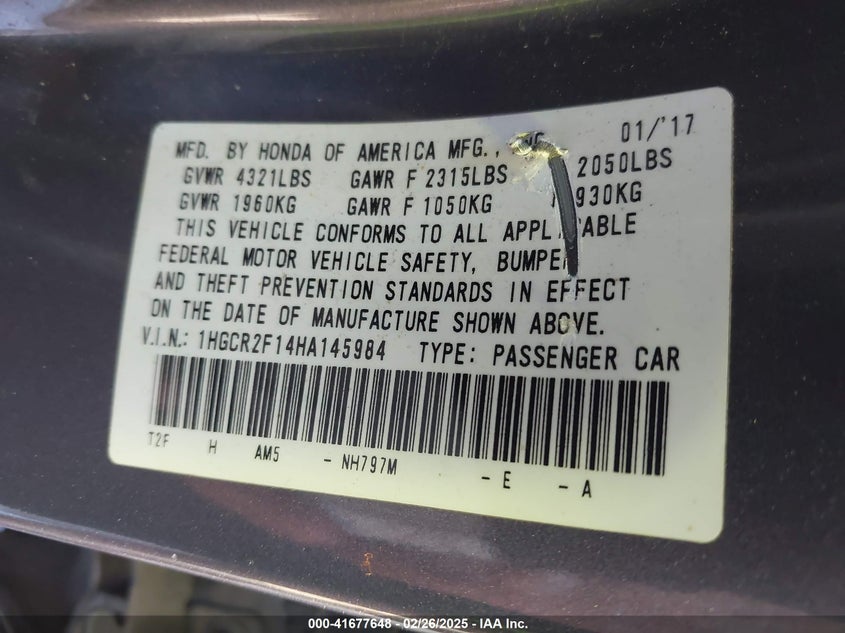 01/'17
MFD. BY HONDA OF AMERICA MFG.,
GVWR 4321LBS GAWR F 2315LBS 2050LBS
GVWR 1960KG GAWR F 1050KG 930KG
THIS VEHICLE CONFORMS TO ALL
FEDERAL MOTOR VEHICLE SAFETY,
AND THEFT PREVENTION STANDARDS IN EFFECT
ON THE DATE OF MANUFACTURE SHOWN ABOVE.
V.I.N.: 1HGCR2F14HA145984 TYPE: PASSENGER CAR
T2F H AM5 - NH797M - E - A
000-41677648 - 02/26/2025 - IAA Inc.